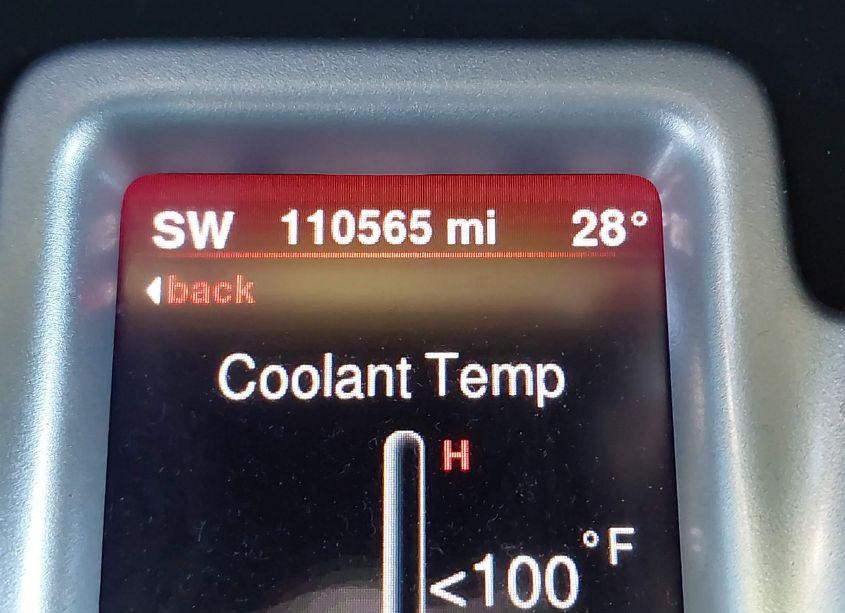 SW 110565 mi 28°
back
Coolant Temp
H
<100 °F